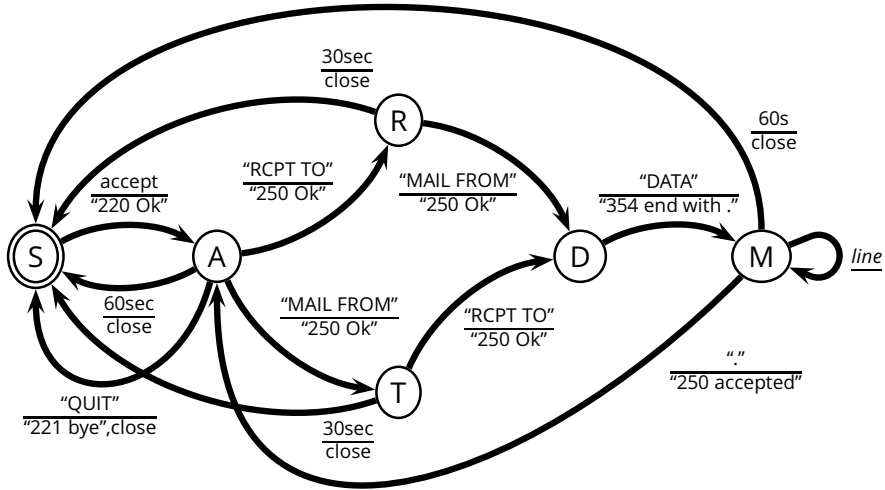 30sec
close
R
60s
close
accept
“220 Ok”
“RCPT TO”
“250 Ok”
“MAIL FROM”
“250 Ok”
“DATA”
“354 end with .”
S
A
D
M
line
60sec
close
“MAIL FROM”
“250 Ok”
“RCPT TO”
“250 Ok”
“.”
“250 accepted”
T
“QUIT”
“221 bye”,close
30sec
close